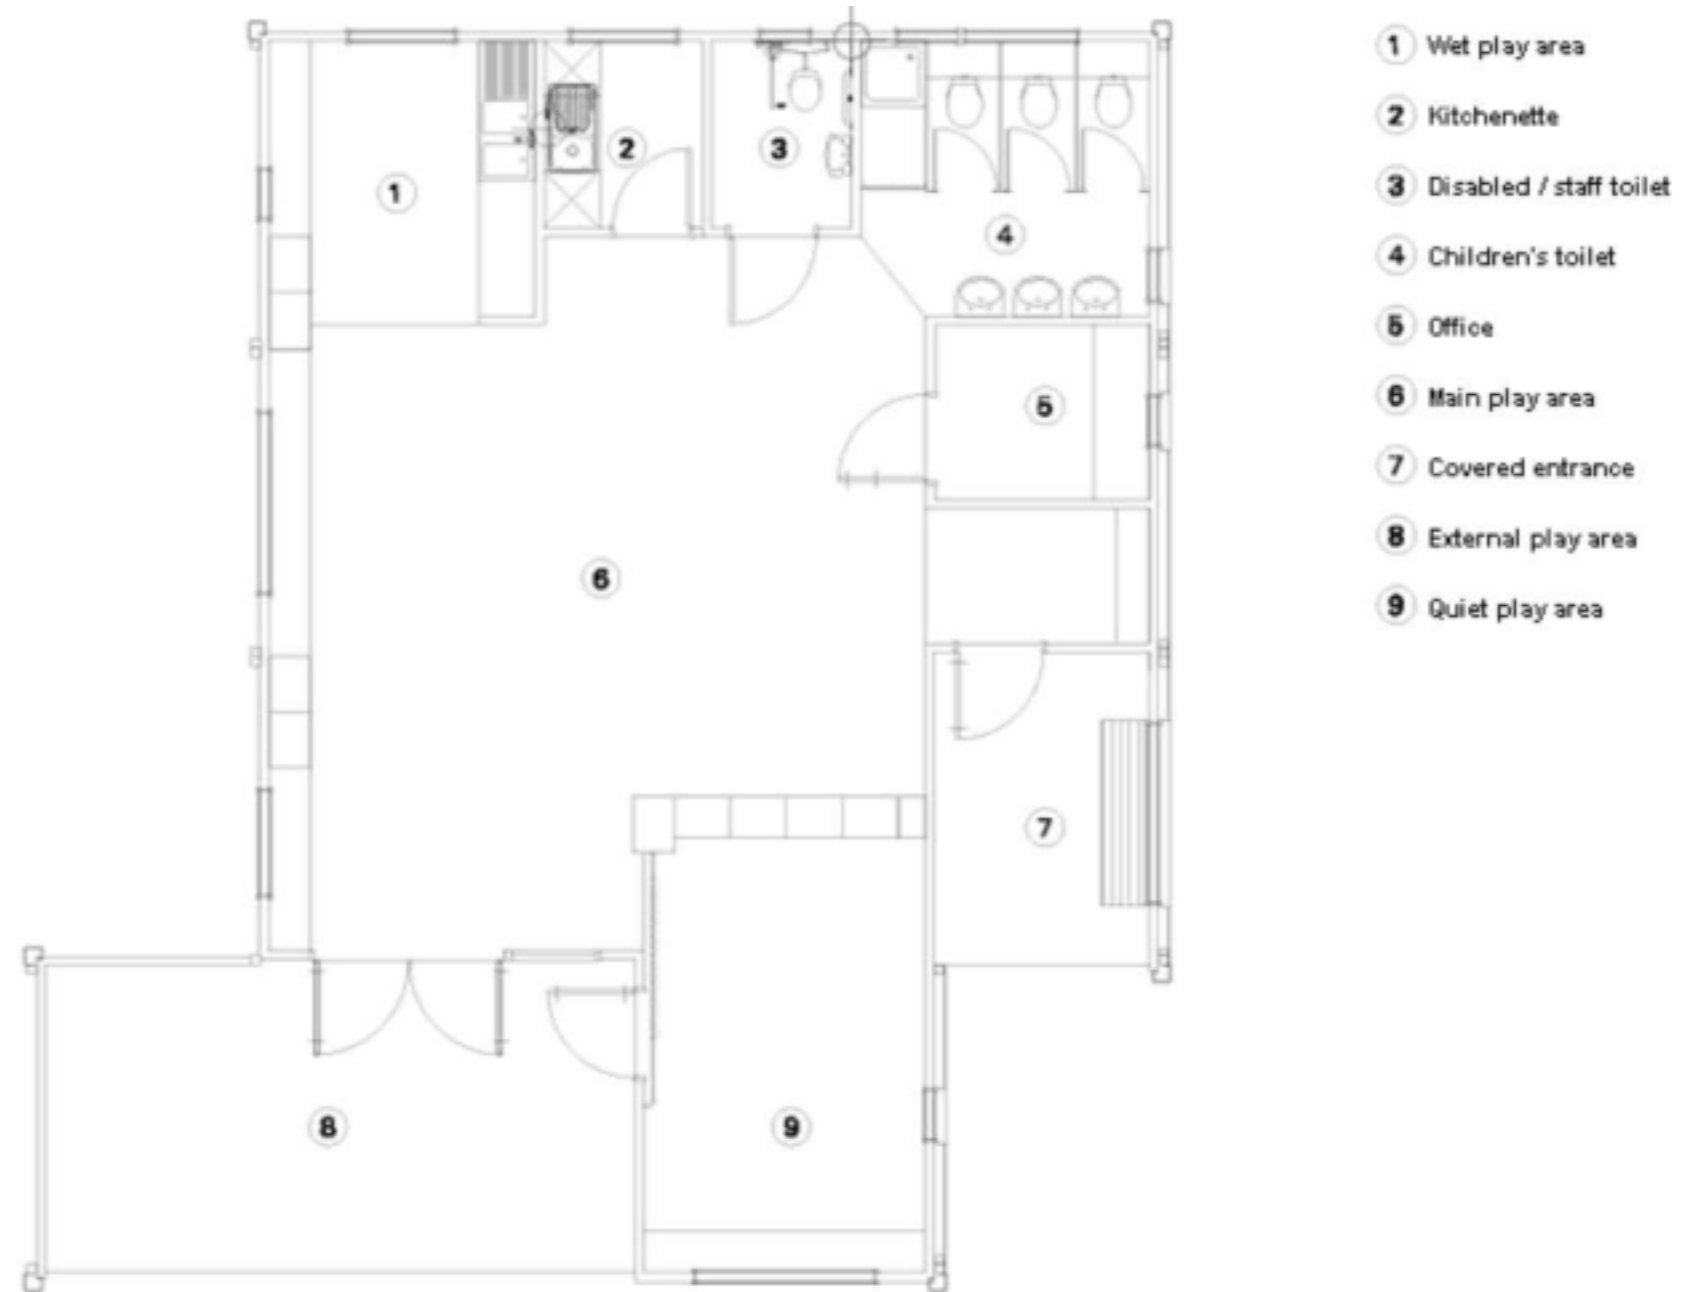 1 Wet play area
2 Kitchenette
3 Disabled / staff toilet
4 Children's toilet
5 Office
6 Main play area
7 Covered entrance
8 External play area
9 Quiet play area
2
3
1
4
5
6
7
8
9